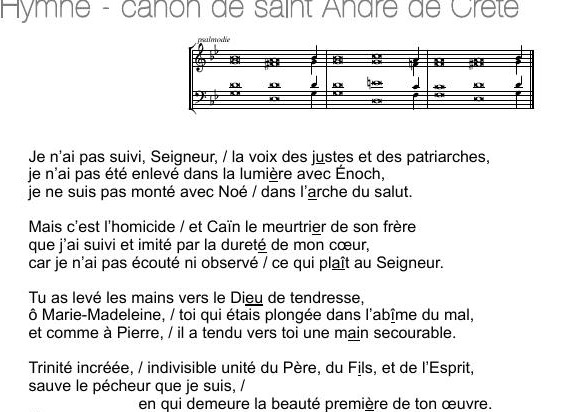 Hymne - canon de saint André de Crète
psalmodie
Je n'ai pas suivi, Seigneur, / la voix des justes et des patriarches,
je n'ai pas été enlevé dans la lumière avec Énoch,
je ne suis pas monté avec Noé / dans l'arche du salut.
Mais c'est l'homicide / et Caïn le meurtrier de son frère
que j'ai suivi et imité par la dureté de mon cœur,
car je n'ai pas écouté ni observé / ce qui plaît au Seigneur.
Tu as levé les mains vers le Dieu de tendresse,
ô Marie-Madeleine, / toi qui étais plongée dans l'abîme du mal,
et comme à Pierre, / il a tendu vers toi une main secourable.
Trinité incréée, / indivisible unité du Père, du Fils, et de l'Esprit,
sauve le pécheur que je suis, /
en qui demeure la beauté première de ton œuvre.